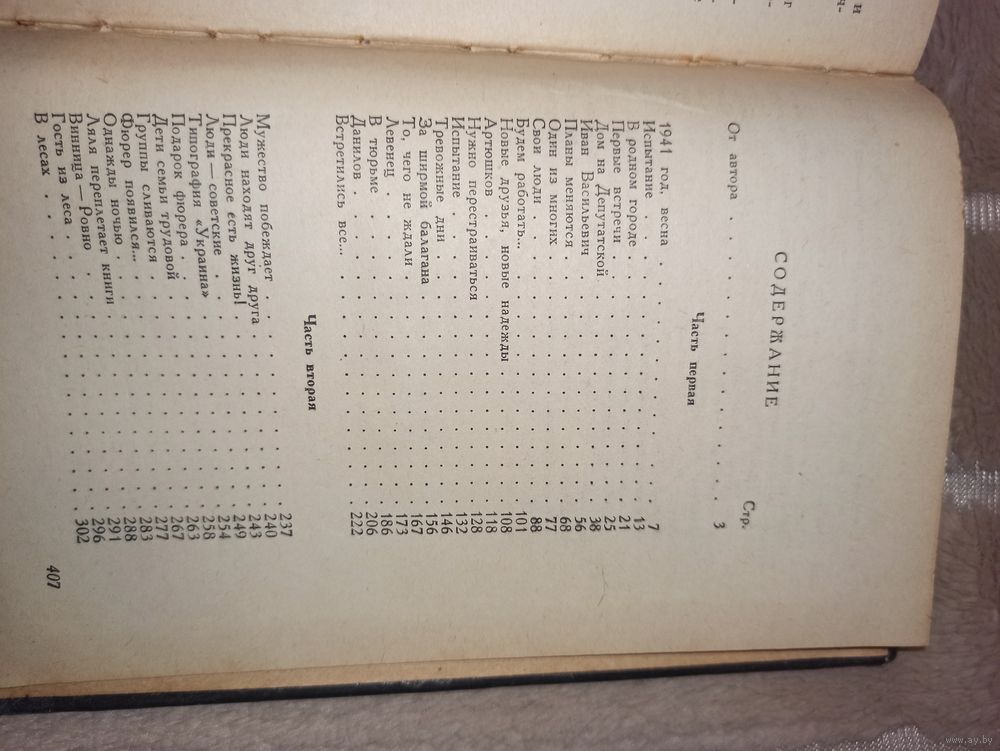 СОДЕРЖАНИЕ
Стр.
От автора . . . . . . . . . . 3
Часть первая
1941 год, весна . . . . . . . . . . 7
Испытание . . . . . . . . . . 13
В родном городе . . . . . . . . . . 21
Первые встречи . . . . . . . . . . 25
Дом на Депутатской . . . . . . . . . . 38
Иван Васильевич . . . . . . . . . . 56
Планы меняются . . . . . . . . . . 68
Один из многих . . . . . . . . . . 77
Свои люди . . . . . . . . . . 88
Будем работать... . . . . . . . . . . 101
Новые друзья, новые надежды . . . . . . . . . . 108
Артюшков . . . . . . . . . . 118
Нужно перестраиваться . . . . . . . . . . 128
Испытание . . . . . . . . . . 132
Тревожные дни . . . . . . . . . . 146
За ширмой балагана . . . . . . . . . . 156
То, чего не ждали . . . . . . . . . . 167
Левенец . . . . . . . . . . 173
В тюрьме . . . . . . . . . . 186
Данилов . . . . . . . . . . 206
Встретились все... . . . . . . . . . . 222
Часть вторая
Мужество побеждает . . . . . . . . . . 237
Люди находят друг друга . . . . . . . . . . 240
Прекрасное есть жизнь! . . . . . . . . . . 243
Люди — советские . . . . . . . . . . 249
Типография «Украина» . . . . . . . . . . 254
Подарок фюрера . . . . . . . . . . 258
Дети семьи трудовой . . . . . . . . . . 263
Группы сливаются . . . . . . . . . . 267
Фюрер появился... . . . . . . . . . . 277
Однажды ночью . . . . . . . . . . 283
Ляля переплетает книги . . . . . . . . . . 288
Винница — Ровно . . . . . . . . . . 291
Гость из леса . . . . . . . . . . 296
В лесах . . . . . . . . . . 302
407
www.ay.by